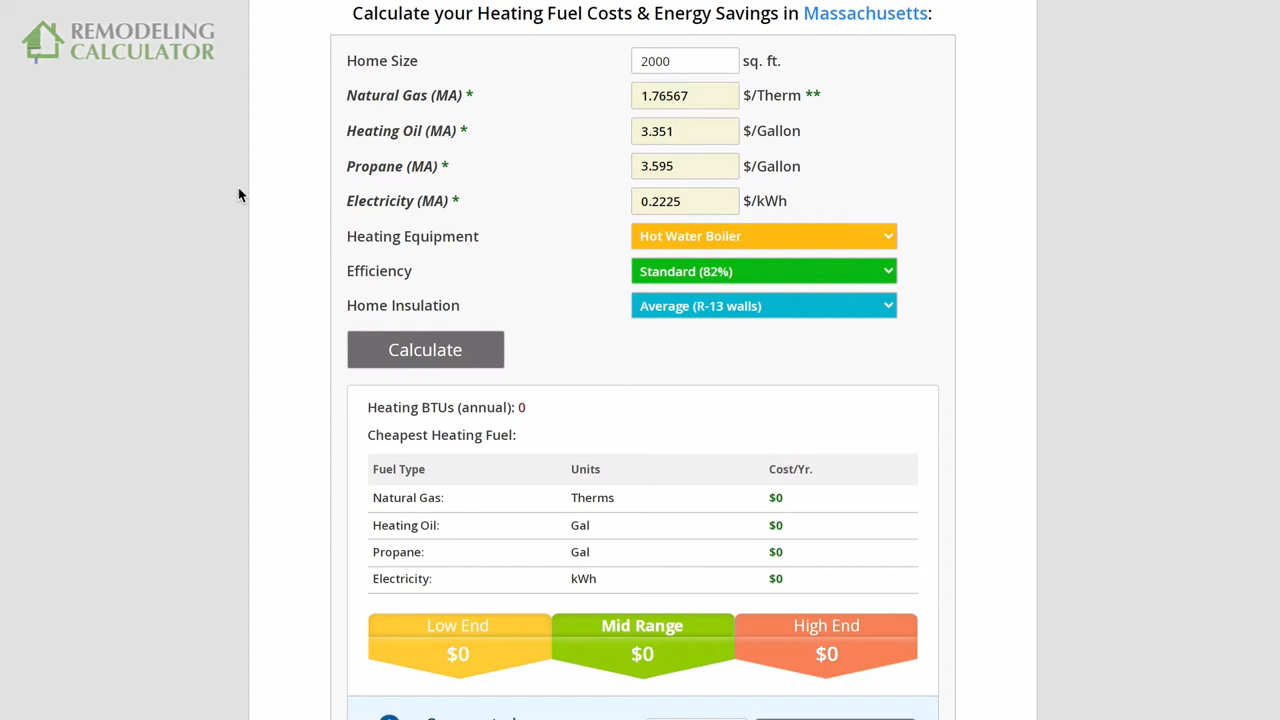 REMODELING
CALCULATOR
Calculate your Heating Fuel Costs & Energy Savings in Massachusetts:
Home Size 2000 sq. ft.
Natural Gas (MA) * 1.76567 $/Therm **
Heating Oil (MA) * 3.351 $/Gallon
Propane (MA) * 3.595 $/Gallon
Electricity (MA) * 0.2225 $/kWh
Heating Equipment Hot Water Boiler
Efficiency Standard (82%)
Home Insulation Average (R-13 walls)
Calculate
Heating BTUs (annual): 0
Cheapest Heating Fuel:
Fuel Type Units Cost/Yr.
Natural Gas: Therms $0
Heating Oil: Gal $0
Propane: Gal $0
Electricity: kWh $0
Low End Mid Range High End
$0 $0 $0